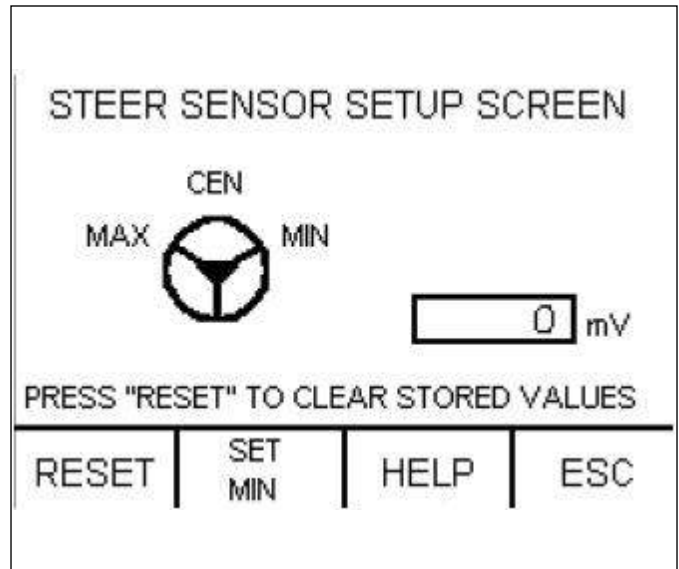 STEER SENSOR SETUP SCREEN
CEN
MAX MIN
0 mV
PRESS "RESET" TO CLEAR STORED VALUES
RESET SET MIN HELP ESC